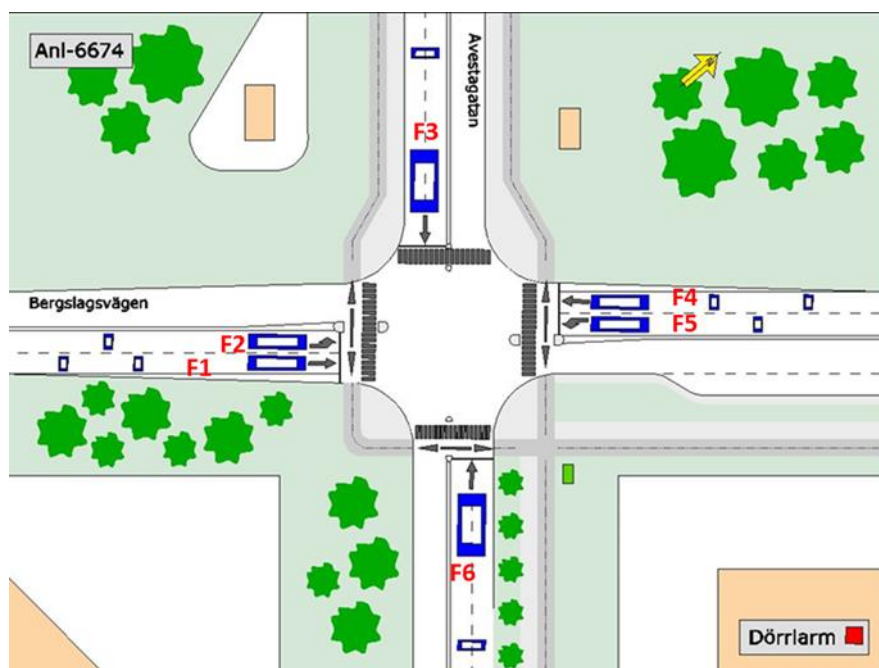 Anl-6674
Avestagatan
F3
Bergslagsvägen
F4
F2
F5
F1
F6
Dörrlarm